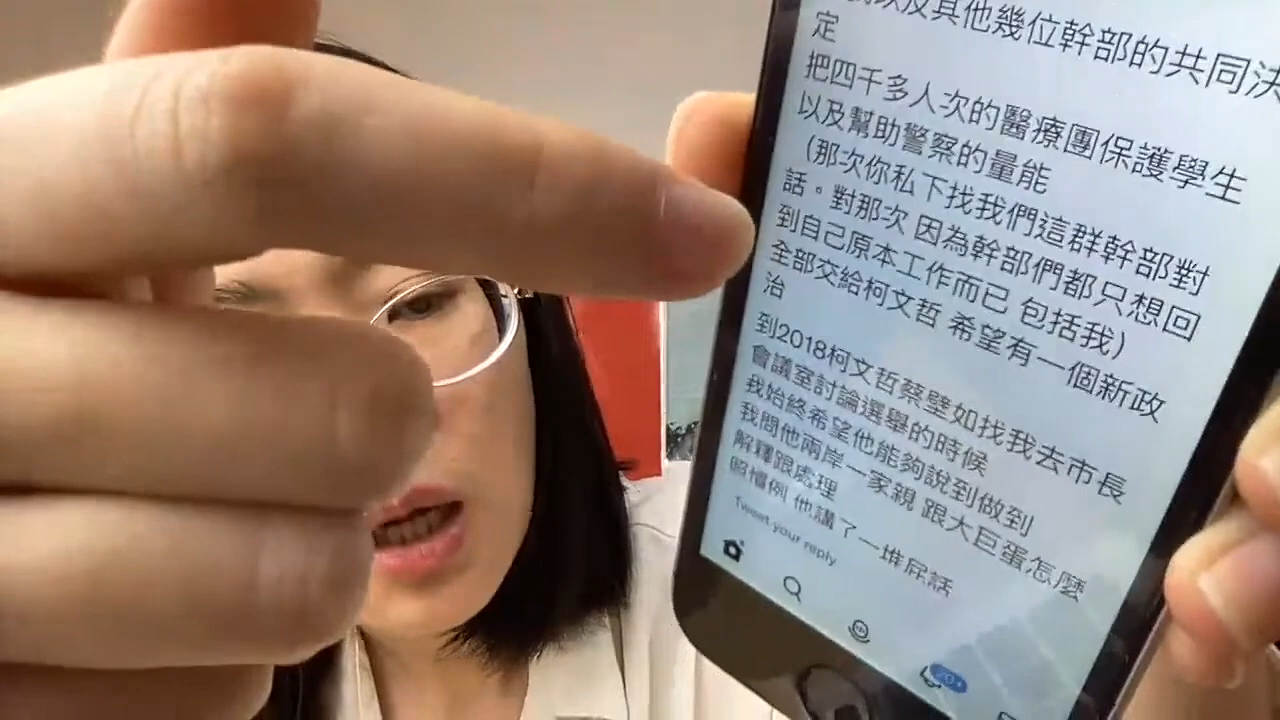 以及其他幾位幹部的共同決
定
把四千多人次的醫療團保護學生
以及幫助警察的量能
（那次你私下找我們這群幹部對
話。對那次 因為幹部們都只想回
到自己原本工作而已 包括我）
全部交給柯文哲 希望有一個新政
治
到2018柯文哲蔡壁如找我去市長
會議室討論選舉的時候
我始終希望他能夠說到做到
我問他兩岸一家親 跟大巨蛋怎麼
解釋跟處理
照慣例 他講了一堆屁話
Tweet your reply
20+